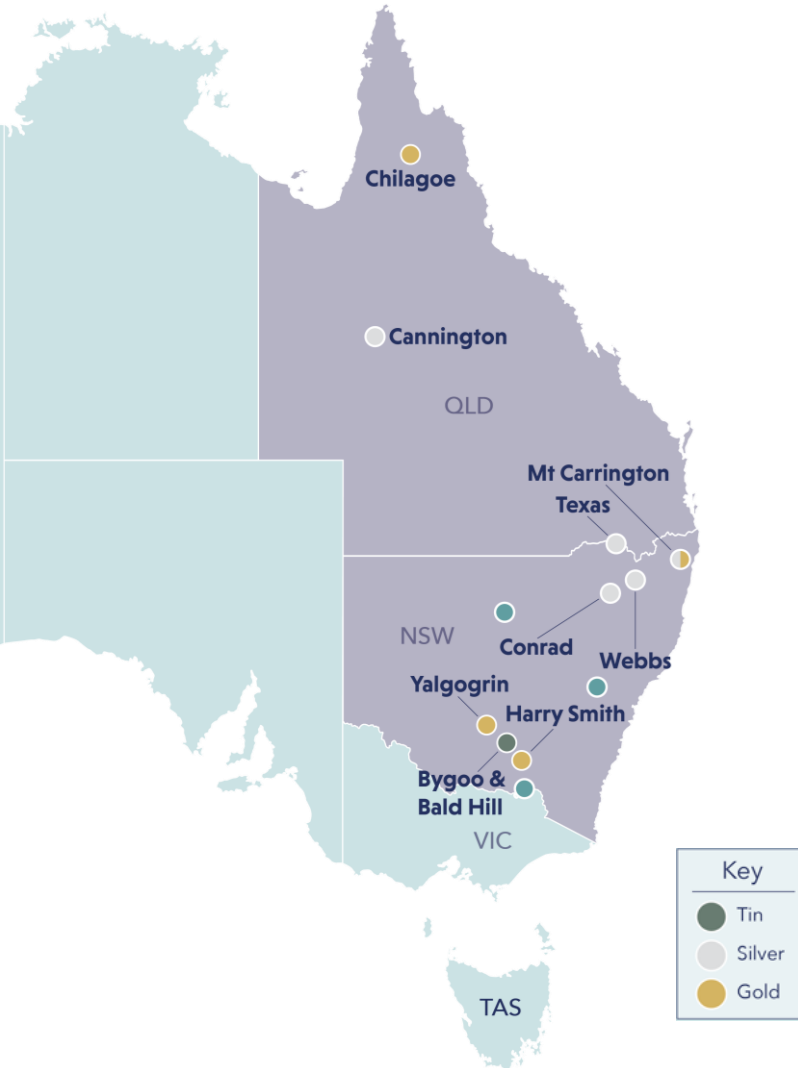 Chilagoe
Cannington
QLD
Mt Carrington
Texas
NSW
Conrad
Webbs
Yalgogrin
Harry Smith
Bygoo &
Bald Hill
VIC
Key
Tin
Silver
Gold
TAS